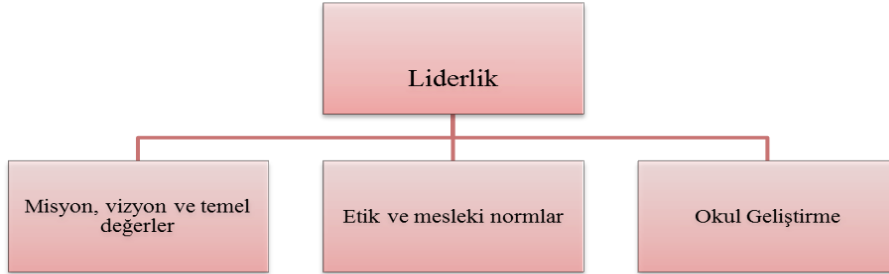 Liderlik
Misyon, vizyon ve temel
değerler
Etik ve mesleki normlar
Okul Geliştirme